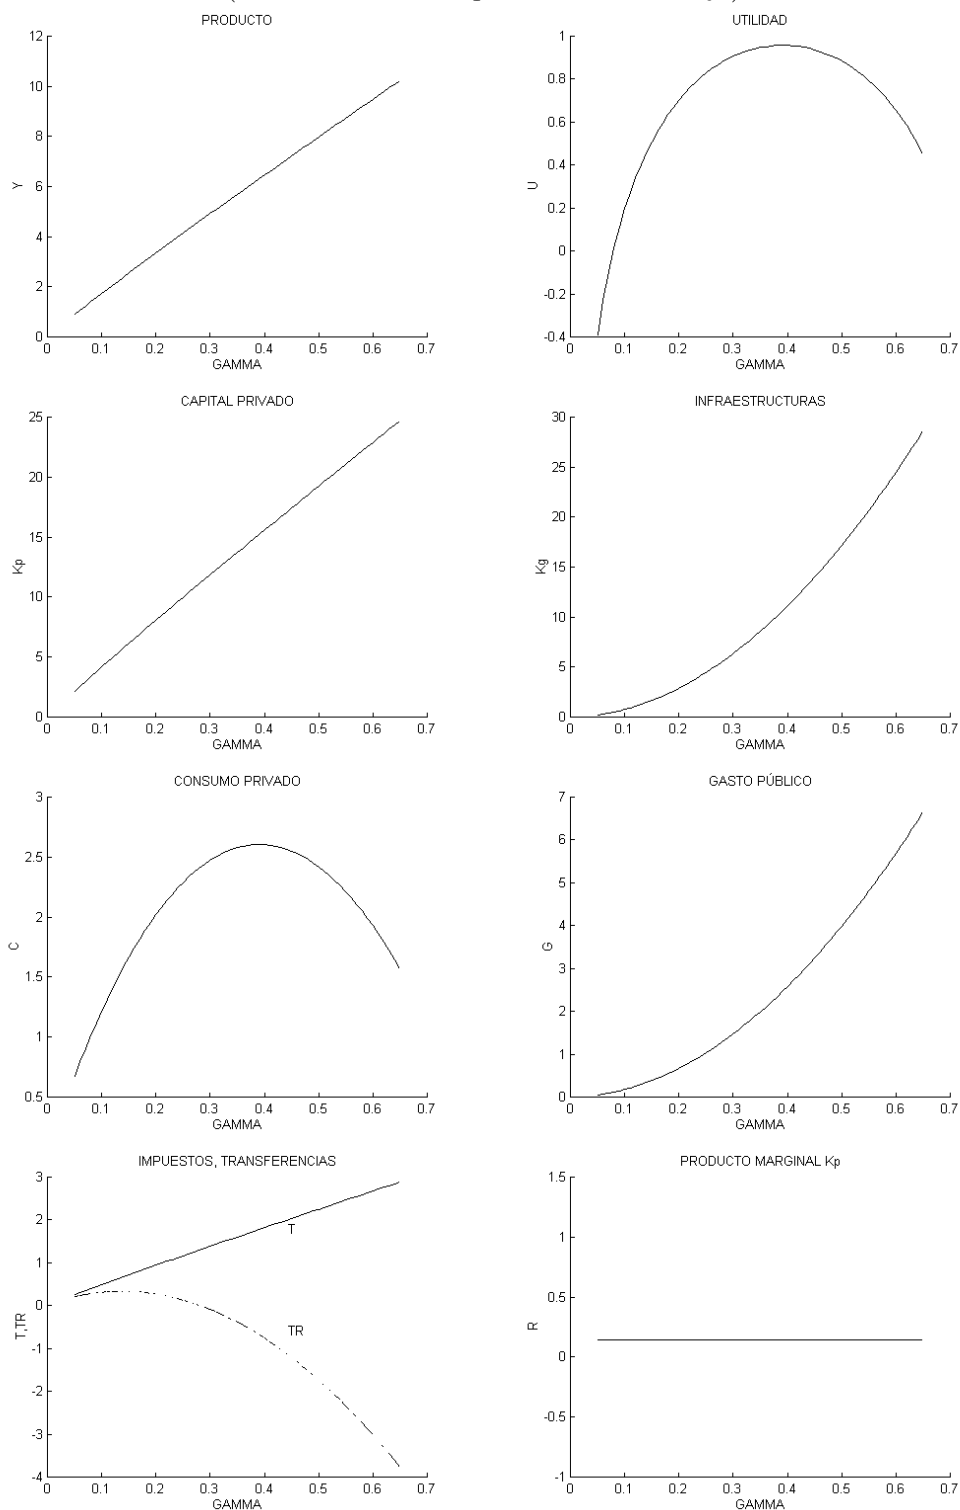 PRODUCTO
12
10
8
6
4
2
0
Y
0 0.1 0.2 0.3 0.4 0.5 0.6 0.7
GAMMA
UTILIDAD
1
0.8
0.6
0.4
0.2
0
-0.2
-0.4
U
0 0.1 0.2 0.3 0.4 0.5 0.6 0.7
GAMMA
CAPITAL PRIVADO
25
20
15
10
5
0
Kp
0 0.1 0.2 0.3 0.4 0.5 0.6 0.7
GAMMA
INFRAESTRUCTURAS
30
25
20
15
10
5
0
Kg
0 0.1 0.2 0.3 0.4 0.5 0.6 0.7
GAMMA
CONSUMO PRIVADO
3
2.5
2
1.5
1
0.5
C
0 0.1 0.2 0.3 0.4 0.5 0.6 0.7
GAMMA
GASTO PÚBLICO
7
6
5
4
3
2
1
0
G
0 0.1 0.2 0.3 0.4 0.5 0.6 0.7
GAMMA
IMPUESTOS, TRANSFERENCIAS
3
2
1
0
-1
-2
-3
-4
T,TR
T
TR
0 0.1 0.2 0.3 0.4 0.5 0.6 0.7
GAMMA
PRODUCTO MARGINAL Kp
1.5
1
0.5
0
-0.5
-1
R
0 0.1 0.2 0.3 0.4 0.5 0.6 0.7
GAMMA